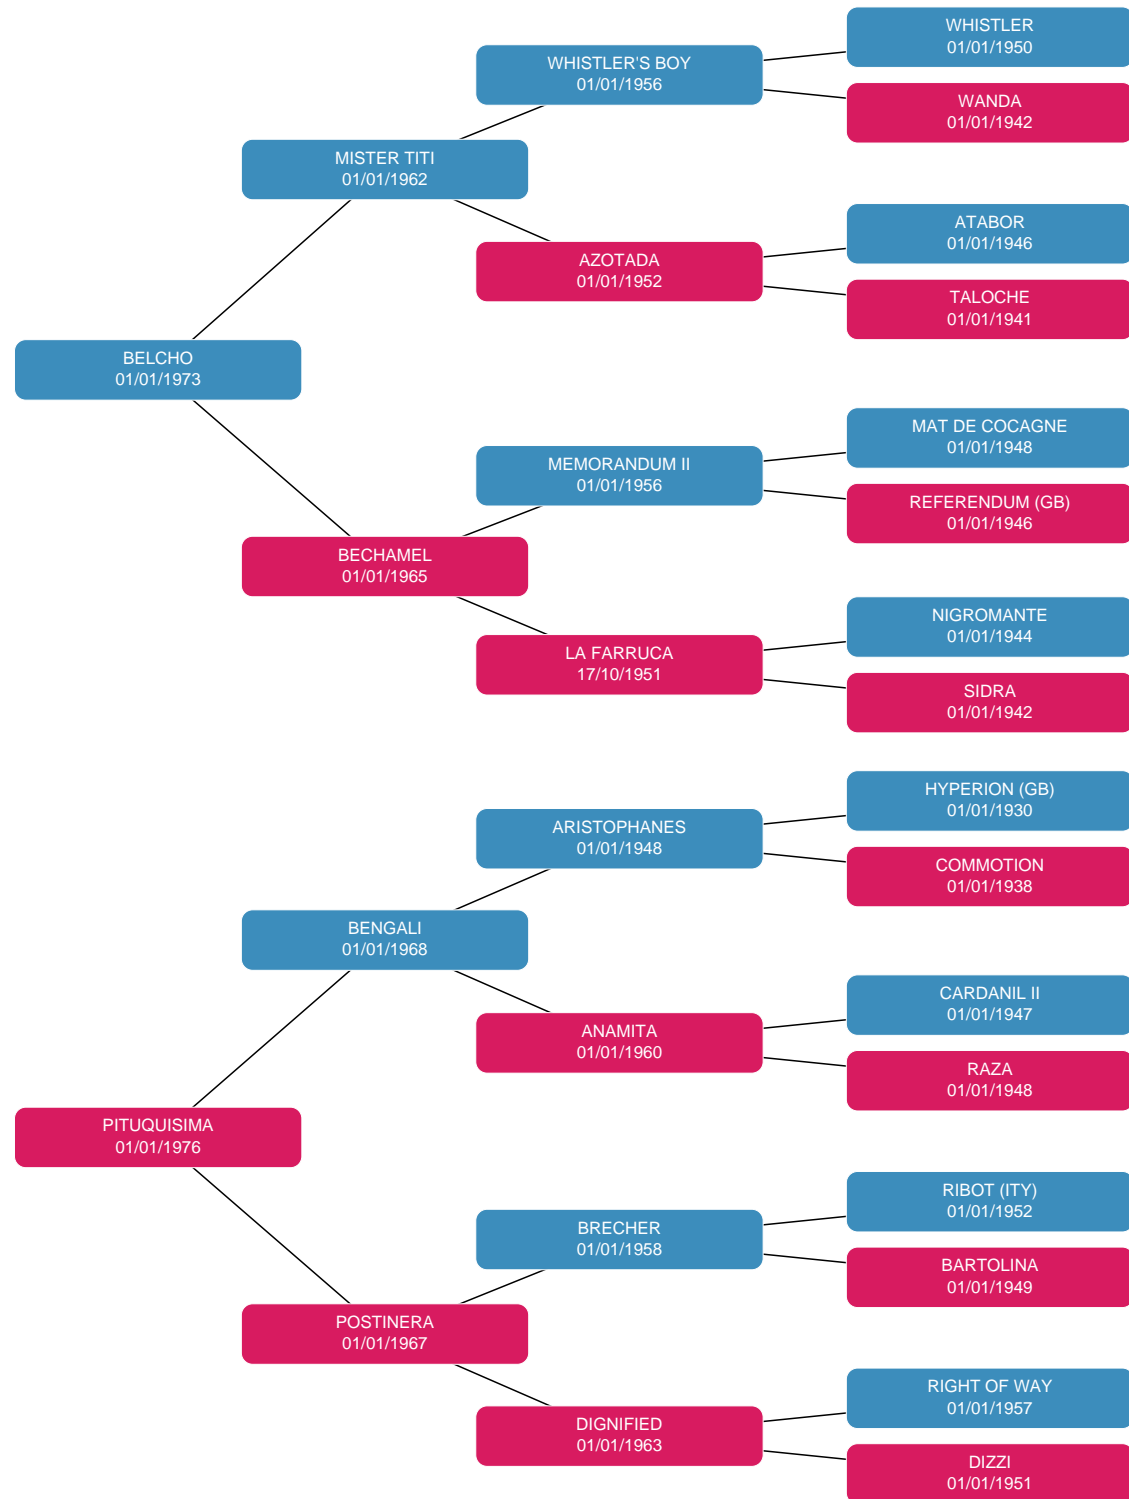 WHISTLER
01/01/1950
WHISTLER'S BOY
01/01/1956
WANDA
01/01/1942
MISTER TITI
01/01/1962
ATABOR
01/01/1946
AZOTADA
01/01/1952
TALOCHE
01/01/1941
BELCHO
01/01/1973
MAT DE COCAGNE
01/01/1948
MEMORANDUM II
01/01/1956
REFERENDUM (GB)
01/01/1946
BECHAMEL
01/01/1965
NIGROMANTE
01/01/1944
LA FARRUCA
17/10/1951
SIDRA
01/01/1942
HYPERION (GB)
01/01/1930
ARISTOPHANES
01/01/1948
COMMOTION
01/01/1938
BENGALI
01/01/1968
CARDANIL II
01/01/1947
ANAMITA
01/01/1960
RAZA
01/01/1948
PITUQUISIMA
01/01/1976
RIBOT (ITY)
01/01/1952
BRECHER
01/01/1958
BARTOLINA
01/01/1949
POSTINERA
01/01/1967
RIGHT OF WAY
01/01/1957
DIGNIFIED
01/01/1963
DIZZI
01/01/1951